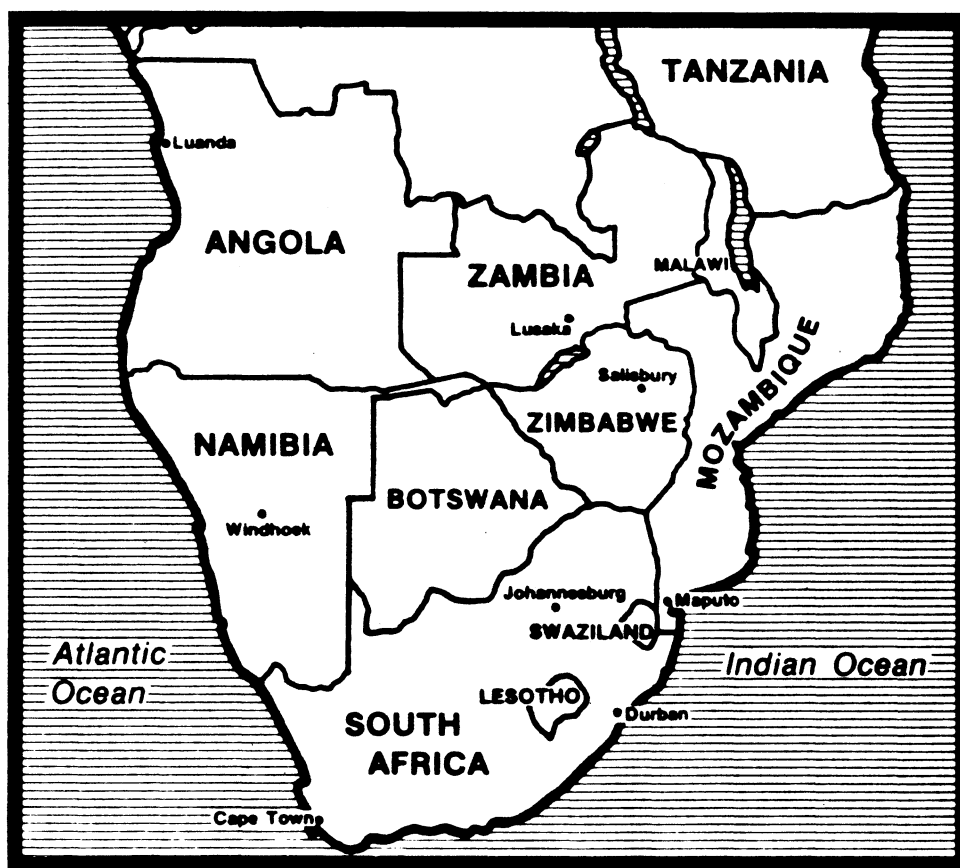 TANZANIA
Luanda
ANGOLA
MALAWI
ZAMBIA
Lusaka
Salisbury
ZIMBABWE
MOZAMBIQUE
NAMIBIA
BOTSWANA
Windhoek
Johannesburg
Maputo
SWAZILAND
Atlantic
Ocean
Indian Ocean
LESOTHO
Durban
SOUTH
AFRICA
Cape Town